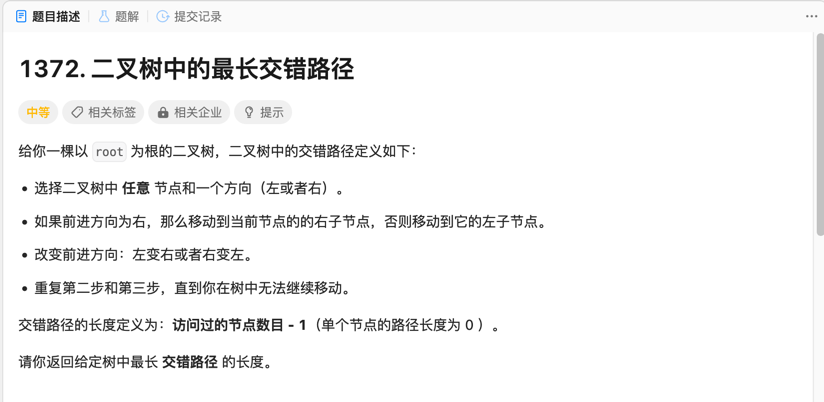 题目描述 题解 提交记录
1372. 二叉树中的最长交错路径
中等 相关标签 相关企业 提示
给你一棵以 root 为根的二叉树，二叉树中的交错路径定义如下：
• 选择二叉树中 任意 节点和一个方向（左或者右）。
• 如果前进方向为右，那么移动到当前节点的的右子节点，否则移动到它的左子节点。
• 改变前进方向：左变右或者右变左。
• 重复第二步和第三步，直到你在树中无法继续移动。
交错路径的长度定义为：访问过的节点数目 - 1（单个节点的路径长度为 0 ）。
请你返回给定树中最长 交错路径 的长度。